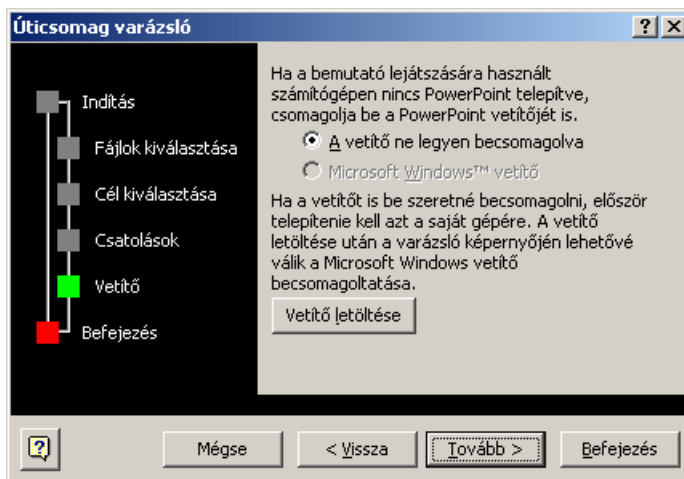 Úticsomag varázsló
Indítás
Fájlok kiválasztása
Cél kiválasztása
Csatolások
Vetítő
Befejezés
Ha a bemutató lejátszására használt
számítógépen nincs PowerPoint telepítve,
csomagolja be a PowerPoint vetítőjét is.
A vetítő ne legyen becsomagolva
Microsoft Windows™ vetítő
Ha a vetítőt is be szeretné becsomagolni, először
telepítenie kell azt a saját gépére. A vetítő
letöltése után a varázsló képernyőjén lehetővé
válik a Microsoft Windows vetítő
becsomagoltatása.
Vetítő letöltése
Mégse
< Vissza
Tovább >
Befejezés